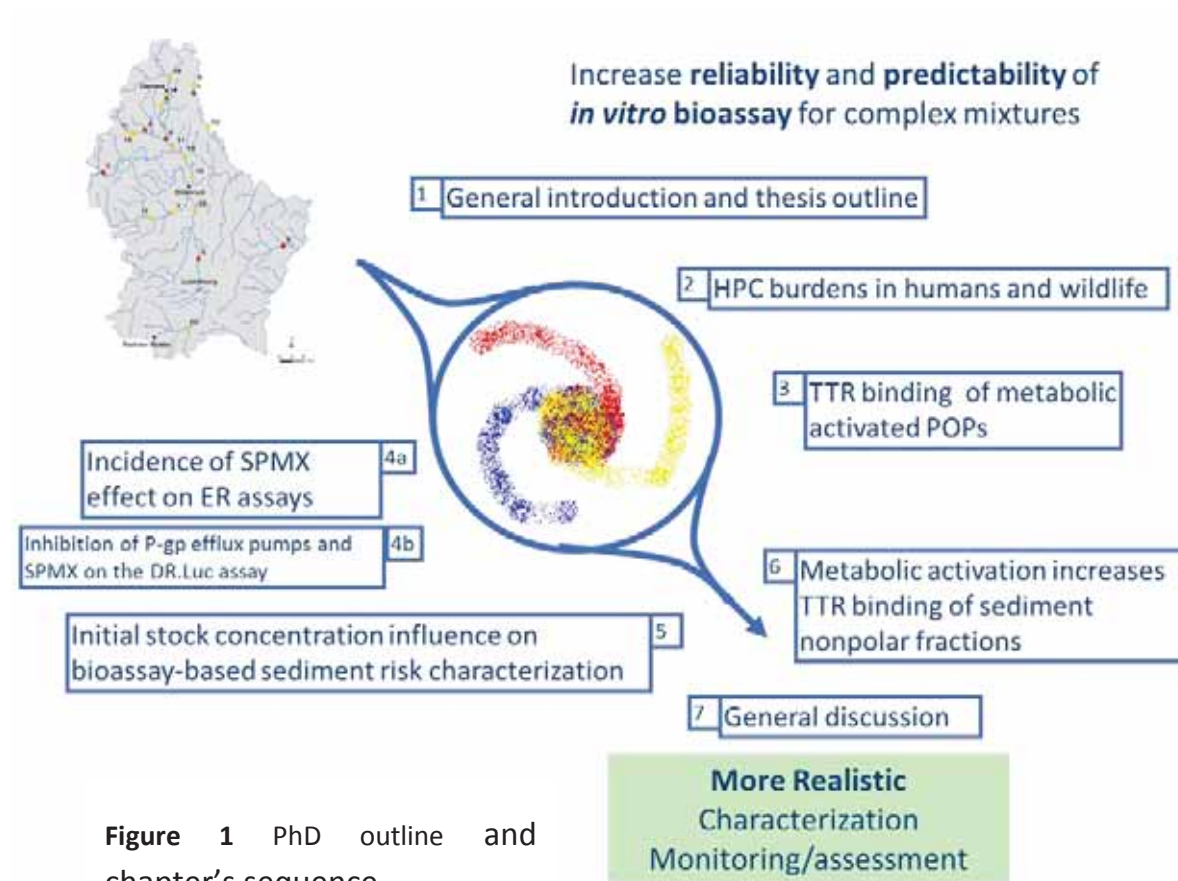 Increase reliability and predictability of
in vitro bioassay for complex mixtures
1 General introduction and thesis outline
2 HPC burdens in humans and wildlife
3 TTR binding of metabolic
activated POPs
Incidence of SPMX 4a
effect on ER assays
Inhibition of P-gp efflux pumps and 4b
SPMX on the DR.Luc assay
Initial stock concentration influence on 5
bioassay-based sediment risk characterization
6 Metabolic activation increases
TTR binding of sediment
nonpolar fractions
7 General discussion
More Realistic
Characterization
Monitoring/assessment
Figure 1 PhD outline and
chapter's sequence